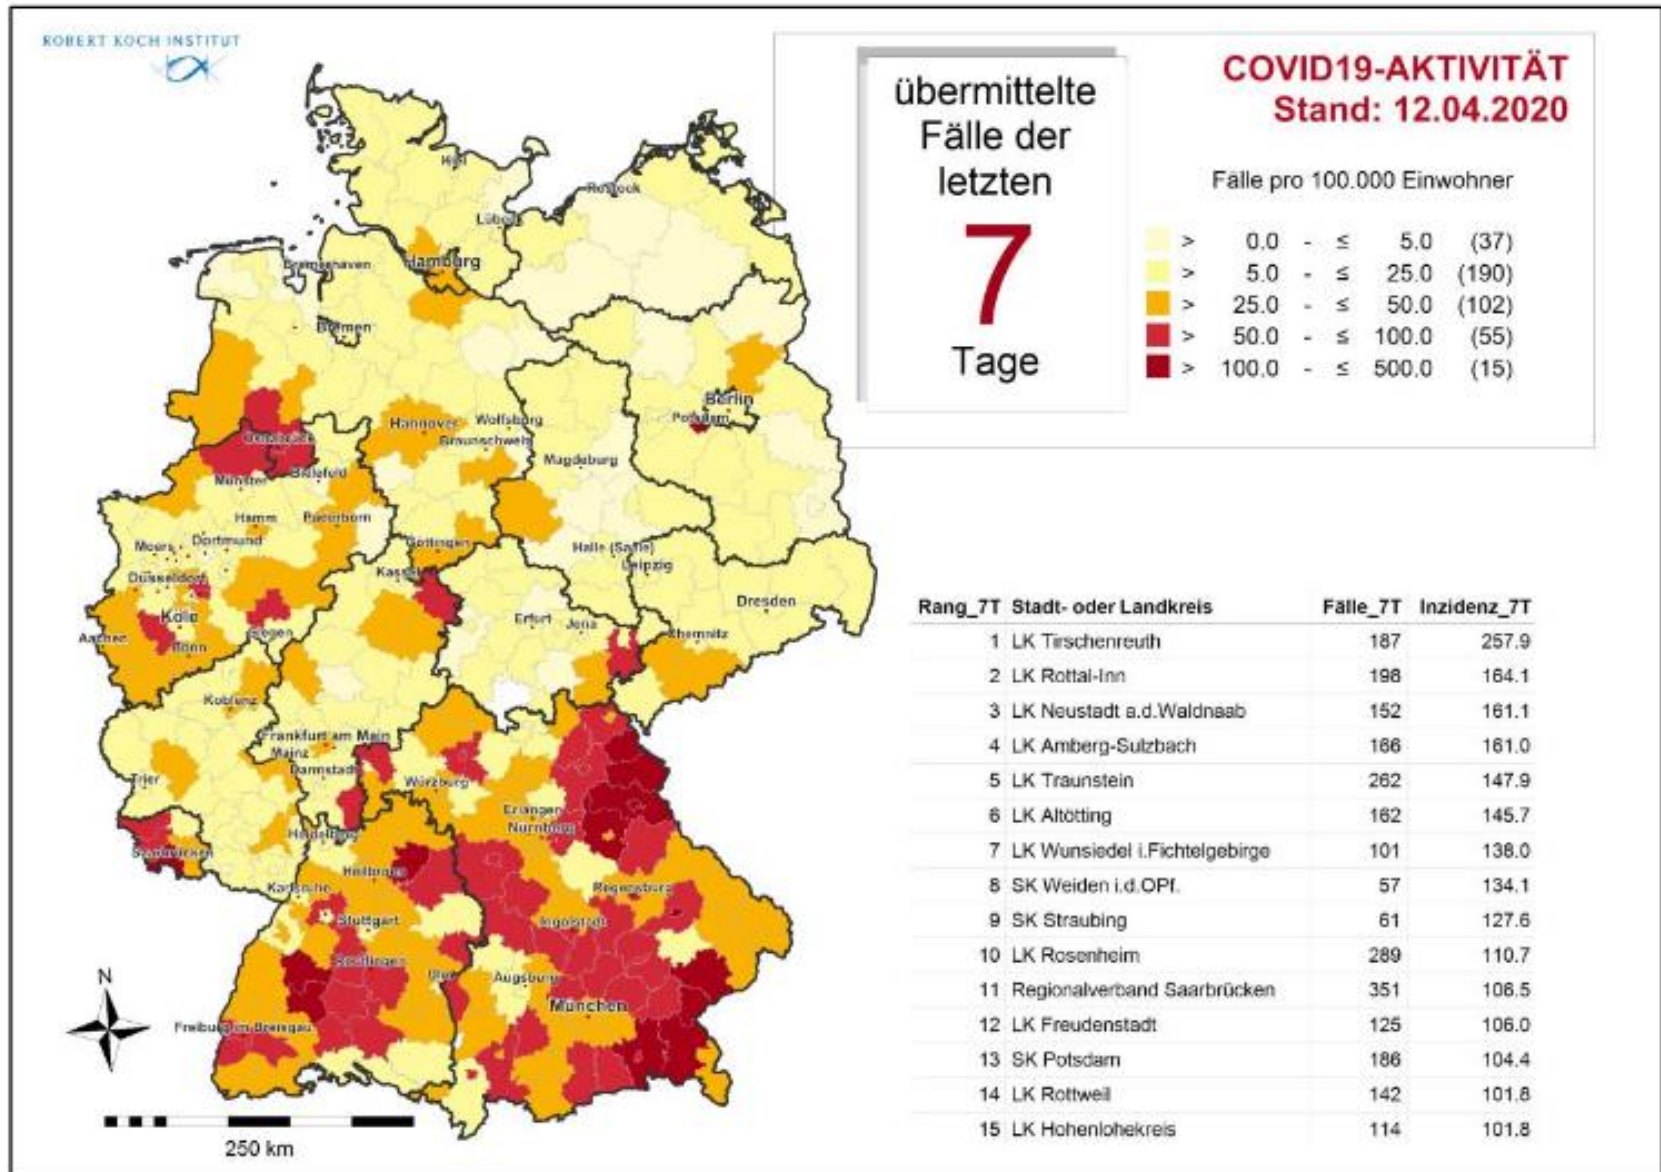 ROBERT KOCH INSTITUT
übermittelte
Fälle der
letzten
7
Tage
COVID19-AKTIVITÄT
Stand: 12.04.2020
Fälle pro 100.000 Einwohner
> 0.0 - ≤ 5.0 (37)
> 5.0 - ≤ 25.0 (190)
> 25.0 - ≤ 50.0 (102)
> 50.0 - ≤ 100.0 (55)
> 100.0 - ≤ 500.0 (15)
Kiel
Rostock
Lübeck
Bremerhaven
Hamburg
Bremen
Berlin
Potsdam
Hannover
Wolfsburg
Braunschweig
Osnabrück
Magdeburg
Münster
Bielefeld
Hamm
Paderborn
Moers
Dortmund
Göttingen
Halle (Saale)
Leipzig
Düsseldorf
Kassel
Dresden
Köln
Erfurt
Jena
Chemnitz
Aachen
Siegen
Bonn
Koblenz
Frankfurt am Main
Mainz
Darmstadt
Trier
Würzburg
Erlangen
Nürnberg
Heidelberg
Saarbrücken
Heilbronn
Karlsruhe
Regensburg
Stuttgart
Ingolstadt
Reutlingen
Ulm
Augsburg
München
Freiburg im Breisgau
N
250 km
Rang_7T Stadt- oder Landkreis Fälle_7T Inzidenz_7T
1 LK Tirschenreuth 187 257.9
2 LK Rottal-Inn 198 164.1
3 LK Neustadt a.d.Waldnaab 152 161.1
4 LK Amberg-Sulzbach 166 161.0
5 LK Traunstein 262 147.9
6 LK Altötting 162 145.7
7 LK Wunsiedel i.Fichtelgebirge 101 138.0
8 SK Weiden i.d.OPf. 57 134.1
9 SK Straubing 61 127.6
10 LK Rosenheim 289 110.7
11 Regionalverband Saarbrücken 351 106.5
12 LK Freudenstadt 125 106.0
13 SK Potsdam 186 104.4
14 LK Rottweil 142 101.8
15 LK Hohenlohekreis 114 101.8